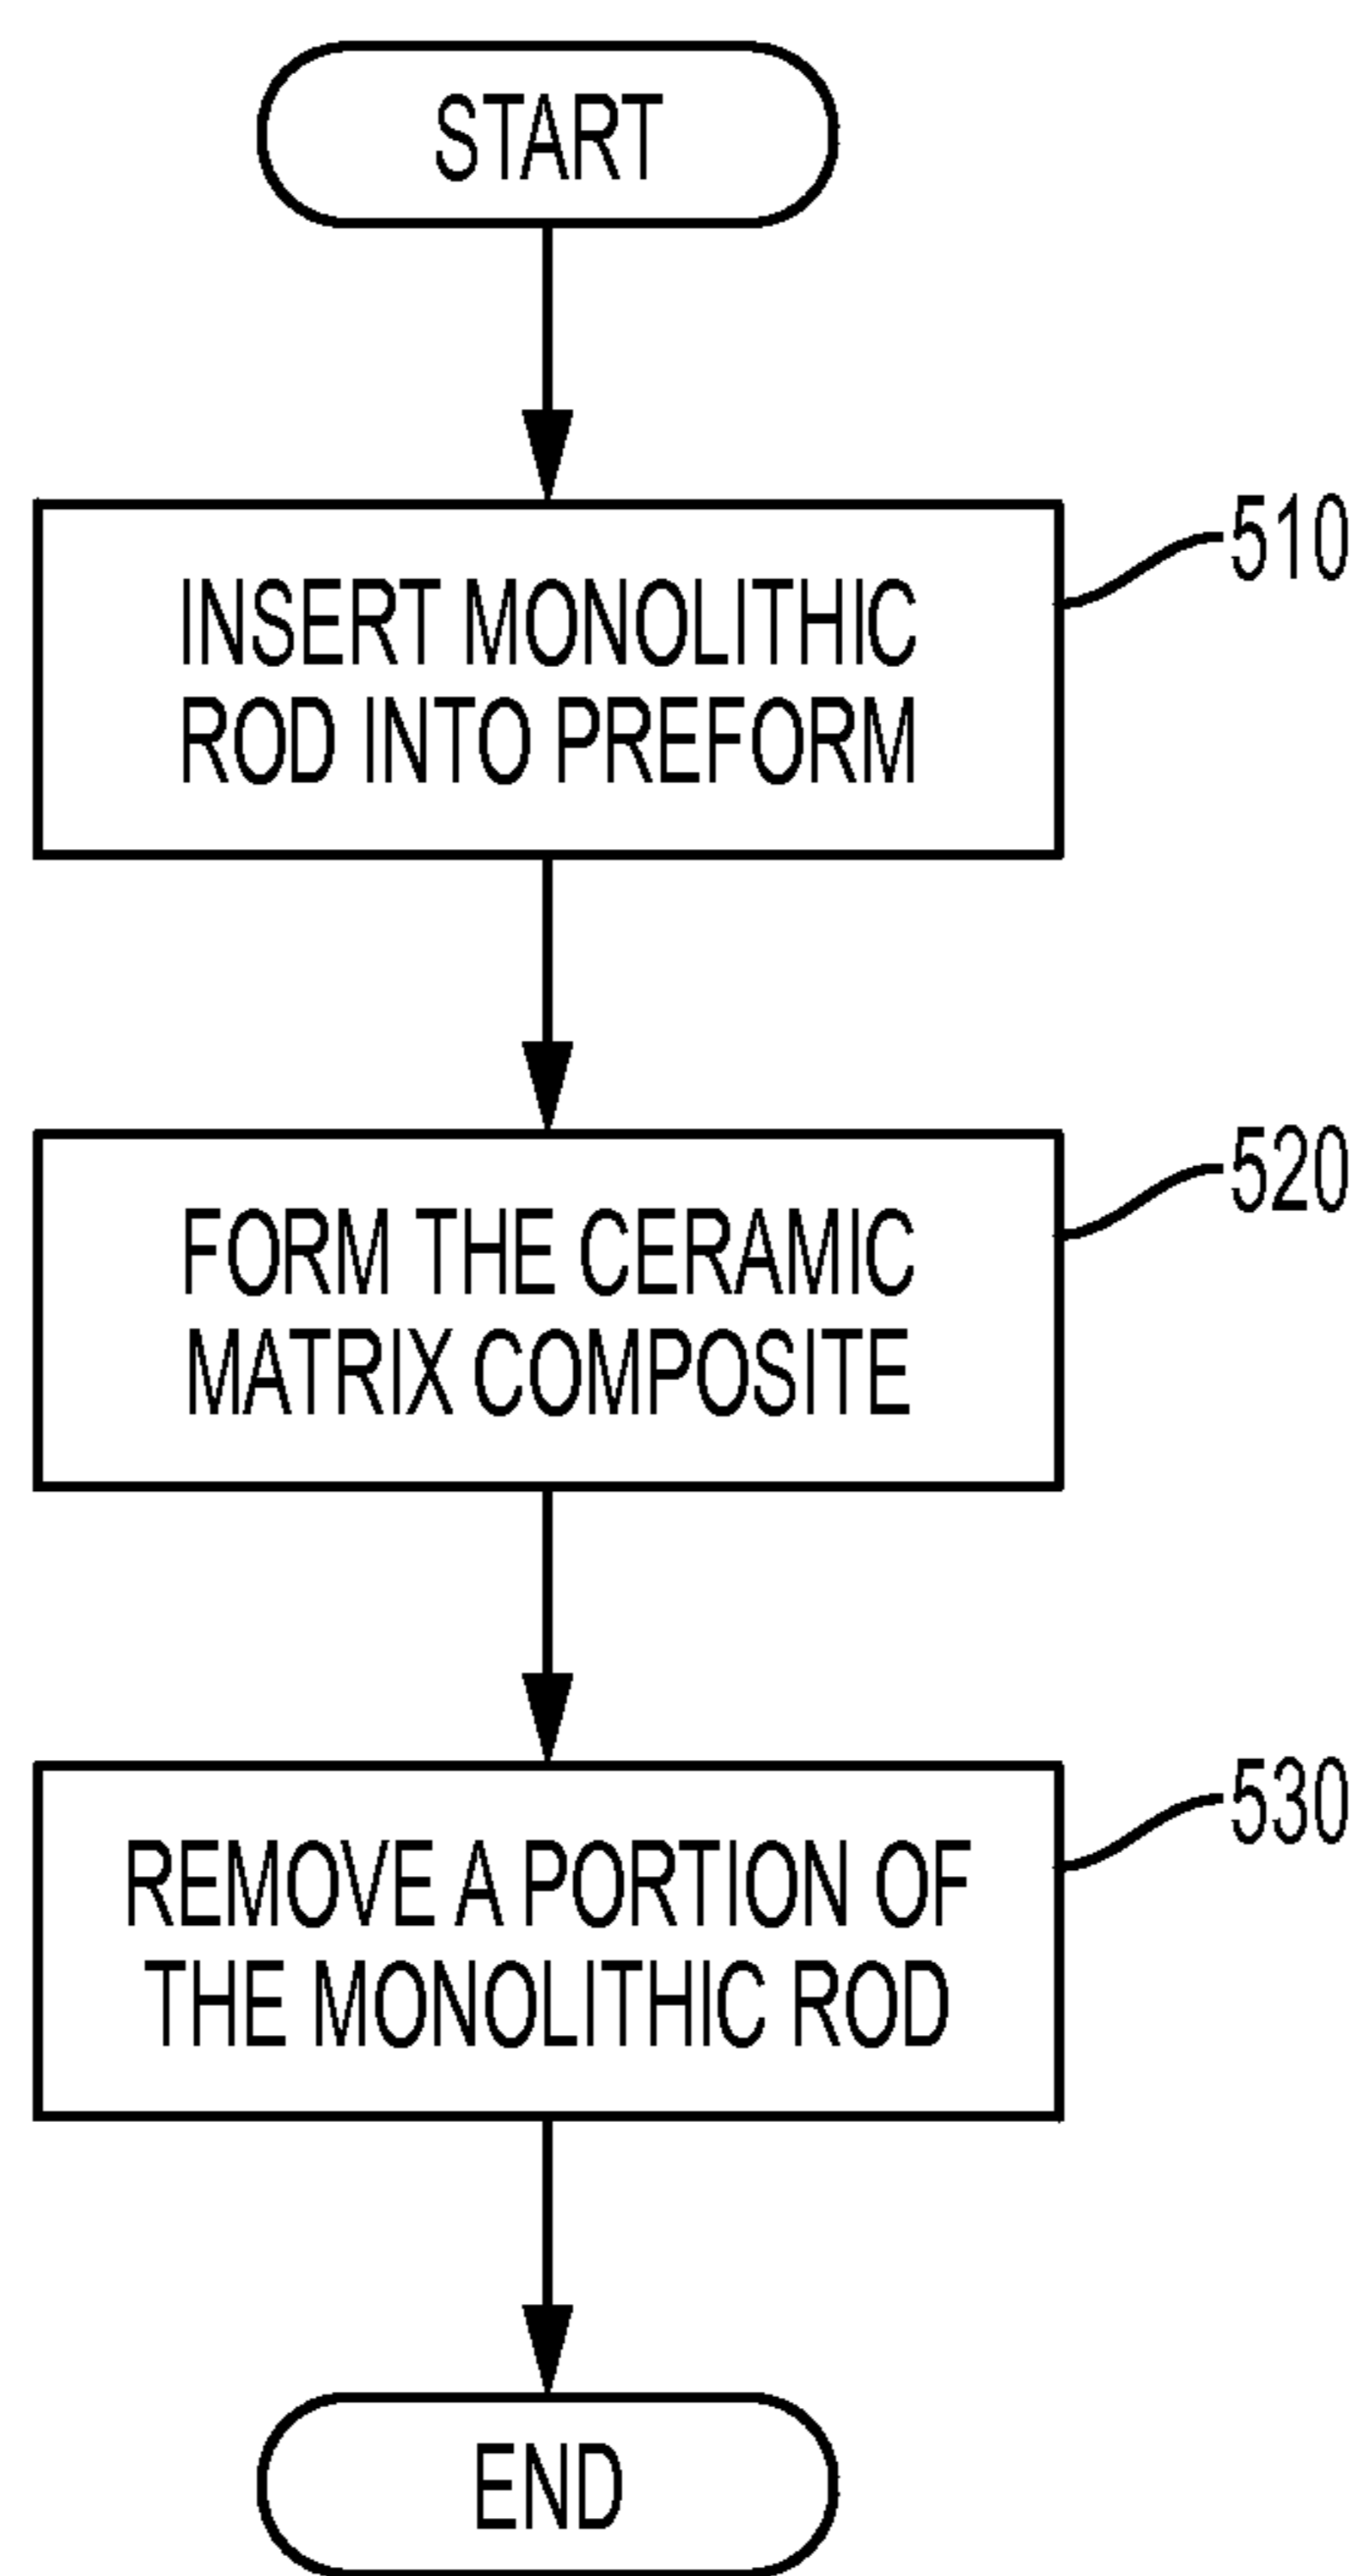 START
INSERT MONOLITHIC
ROD INTO PREFORM
510
FORM THE CERAMIC
MATRIX COMPOSITE
520
REMOVE A PORTION OF
THE MONOLITHIC ROD
530
END